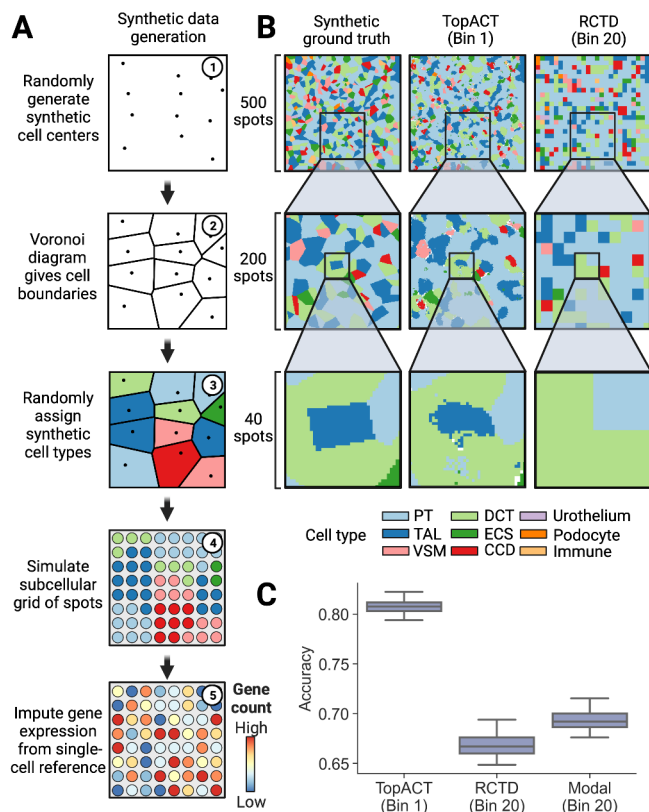 A
Synthetic data
generation
1
Randomly
generate
synthetic
cell centers
2
Voronoi
diagram
gives cell
boundaries
3
Randomly
assign
synthetic
cell types
4
Simulate
subcellular
grid of spots
5
Impute gene
expression
from single-
cell reference
Gene
count
High
Low
B
Synthetic
ground truth
TopACT
(Bin 1)
RCTD
(Bin 20)
500
spots
200
spots
40
spots
Cell type
PT
DCT
Urothelium
TAL
ECS
Podocyte
VSM
CCD
Immune
C
Accuracy
0.80
0.70
0.65
TopACT
(Bin 1)
RCTD
(Bin 20)
Modal
(Bin 20)